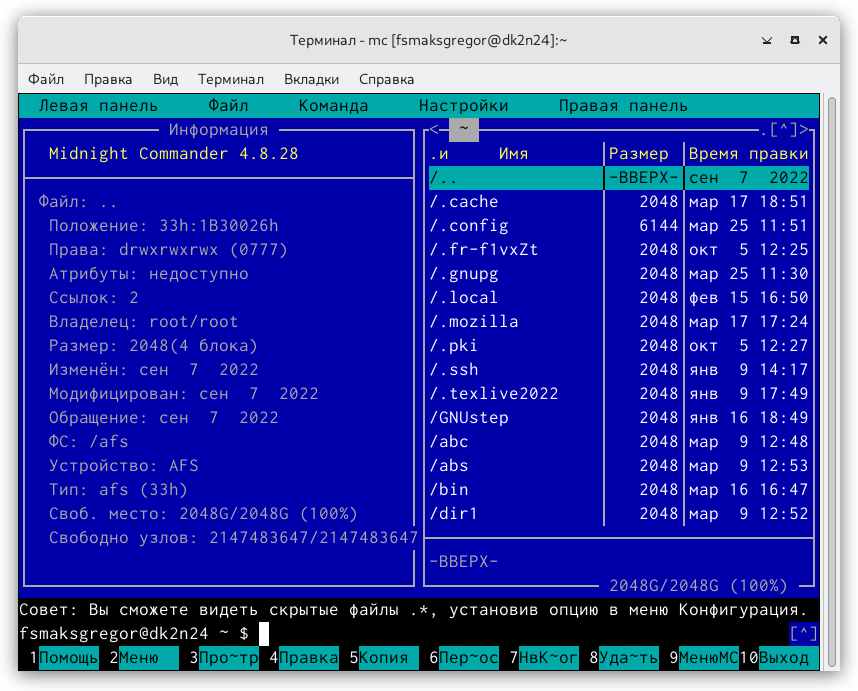 Терминал - mc [fsmaksgregor@dk2n24]:~
Файл Правка Вид Терминал Вкладки Справка
Левая панель Файл Команда Настройки Правая панель
Информация
Midnight Commander 4.8.28
Файл: ..
Положение: 33h:1B30026h
Права: drwxrwxrwx (0777)
Атрибуты: недоступно
Ссылок: 2
Владелец: root/root
Размер: 2048(4 блока)
Изменён: сен 7 2022
Модифицирован: сен 7 2022
Обращение: сен 7 2022
ФС: /afs
Устройство: AFS
Тип: afs (33h)
Своб. место: 2048G/2048G (100%)
Свободно узлов: 2147483647/2147483647
<─ ~ .[^]>
.и Имя Размер Время правки
/.. -ВВЕРХ- сен 7 2022
/.cache 2048 мар 17 18:51
/.config 6144 мар 25 11:51
/.fr-f1vxZt 2048 окт 5 12:25
/.gnupg 2048 мар 25 11:30
/.local 2048 фев 15 16:50
/.mozilla 2048 мар 17 17:24
/.pki 2048 окт 5 12:27
/.ssh 2048 янв 9 14:17
/.texlive2022 2048 янв 9 17:49
/GNUstep 2048 янв 16 18:49
/abc 2048 мар 9 12:48
/abs 2048 мар 9 12:53
/bin 2048 мар 16 16:47
/dir1 2048 мар 9 12:52
-ВВЕРХ-
2048G/2048G (100%)
Совет: Вы сможете видеть скрытые файлы .*, установив опцию в меню Конфигурация.
fsmaksgregor@dk2n24 ~ $ [^]
1Помощь 2Меню 3Про~тр 4Правка 5Копия 6Пер~ос 7НвК~ог 8Уда~ть 9МенюMC 10Выход